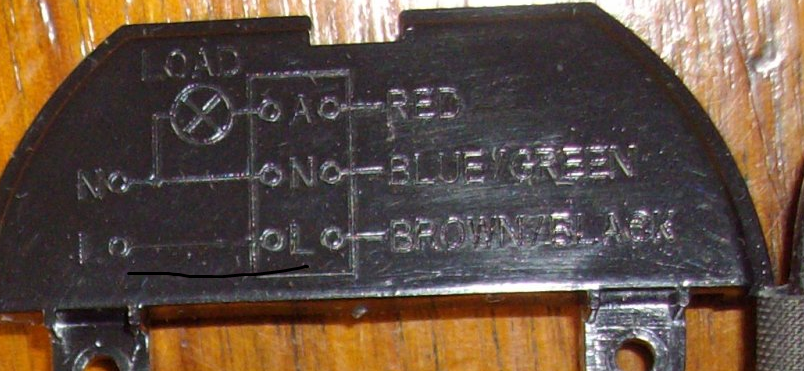 LOAD
A RED
N N BLUE/GREEN
L L BROWN/BLACK